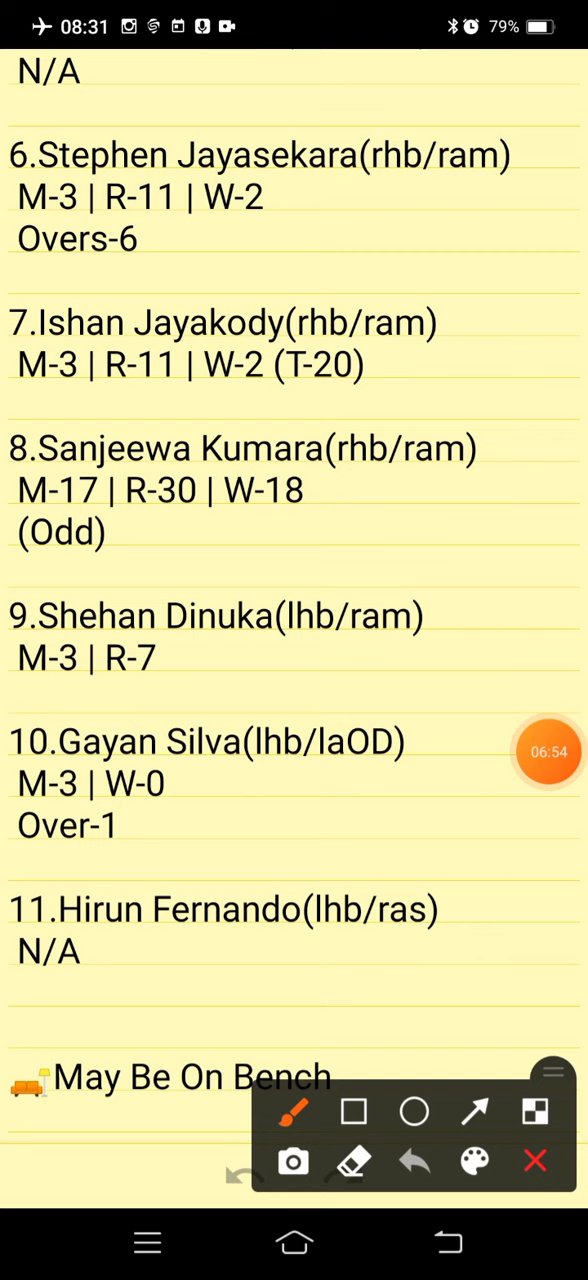 08:31
79%
N/A
6.Stephen Jayasekara(rhb/ram)
M-3 | R-11 | W-2
Overs-6
7.Ishan Jayakody(rhb/ram)
M-3 | R-11 | W-2 (T-20)
8.Sanjeewa Kumara(rhb/ram)
M-17 | R-30 | W-18
(Odd)
9.Shehan Dinuka(lhb/ram)
M-3 | R-7
10.Gayan Silva(lhb/laOD)
06:54
M-3 | W-0
Over-1
11.Hirun Fernando(lhb/ras)
N/A
May Be On Bench